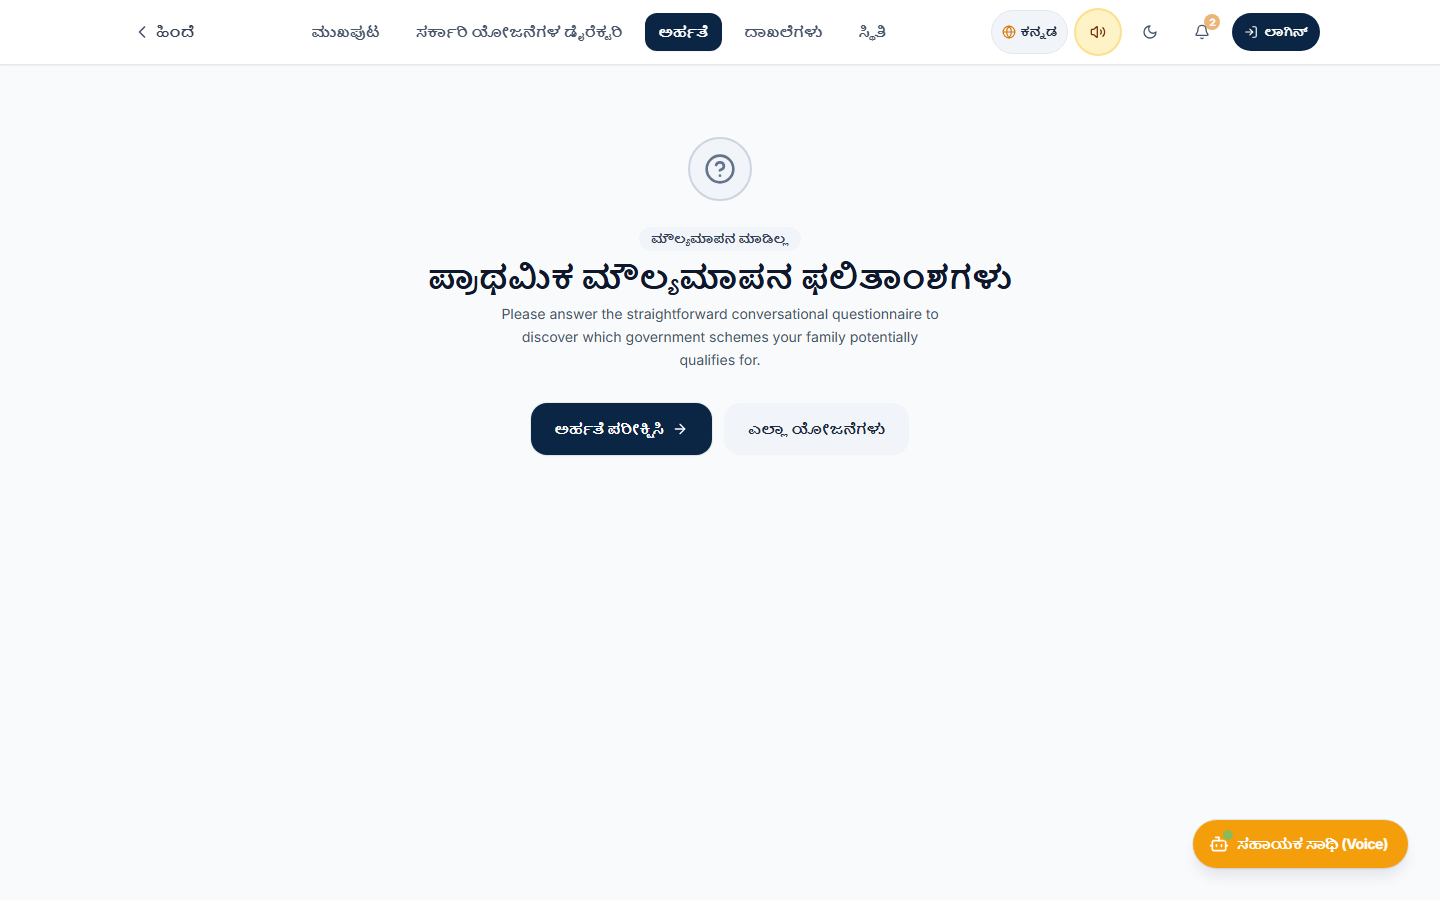 ಹಿಂದೆ
ಮುಖಪುಟ
ಸರ್ಕಾರಿ ಯೋಜನೆಗಳ ಡೈರೆಕ್ಟರಿ
ಅರ್ಹತೆ
ದಾಖಲೆಗಳು
ಸ್ಥಿತಿ
ಕನ್ನಡ
2
ಲಾಗಿನ್
ಮೌಲ್ಯಮಾಪನ ಮಾಡಿಲ್ಲ
ಪ್ರಾಥಮಿಕ ಮೌಲ್ಯಮಾಪನ ಫಲಿತಾಂಶಗಳು
Please answer the straightforward conversational questionnaire to
discover which government schemes your family potentially
qualifies for.
ಅರ್ಹತೆ ಪರೀಕ್ಷಿಸಿ
ಎಲ್ಲಾ ಯೋಜನೆಗಳು
ಸಹಾಯಕ ಸಾಥಿ (Voice)